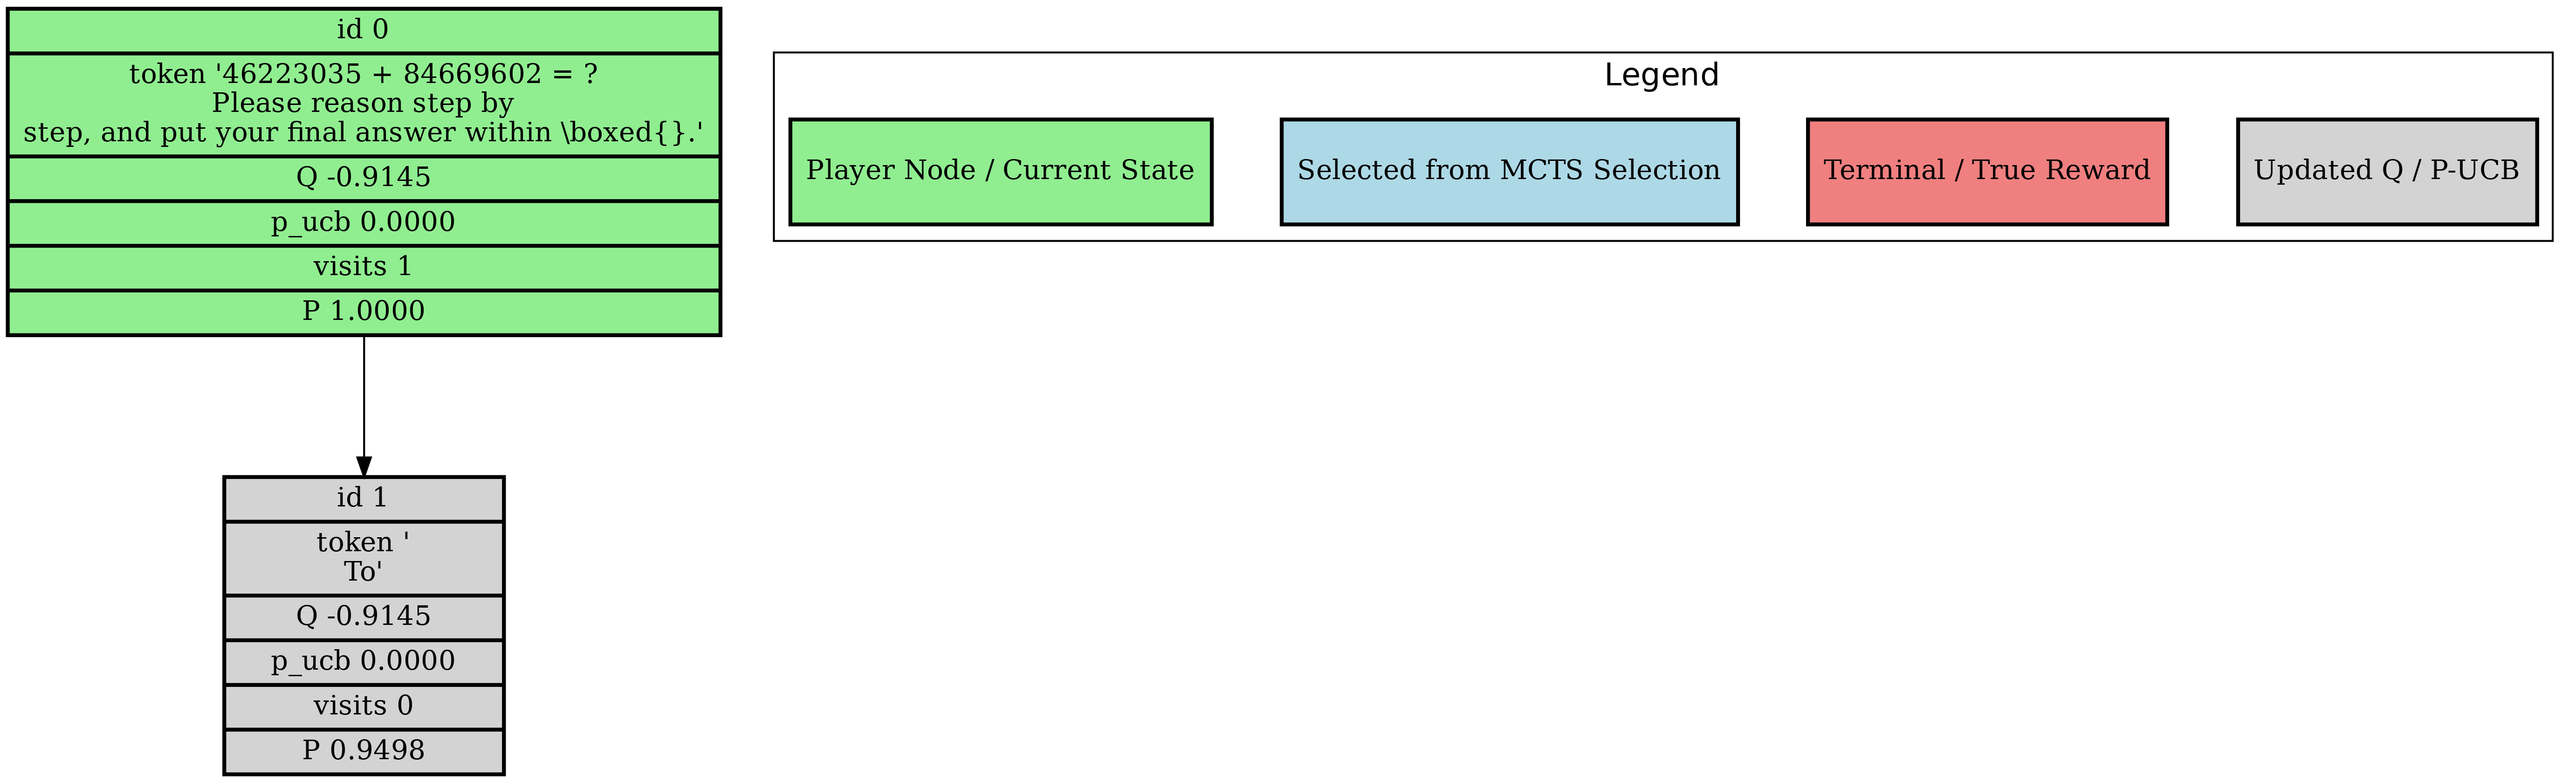 id 0
token '46223035 + 84669602 = ?
Please reason step by
step, and put your final answer within \boxed{}.'
Q -0.9145
p_ucb 0.0000
visits 1
P 1.0000
Legend
Player Node / Current State
Selected from MCTS Selection
Terminal / True Reward
Updated Q / P-UCB
id 1
token '
To'
Q -0.9145
p_ucb 0.0000
visits 0
P 0.9498